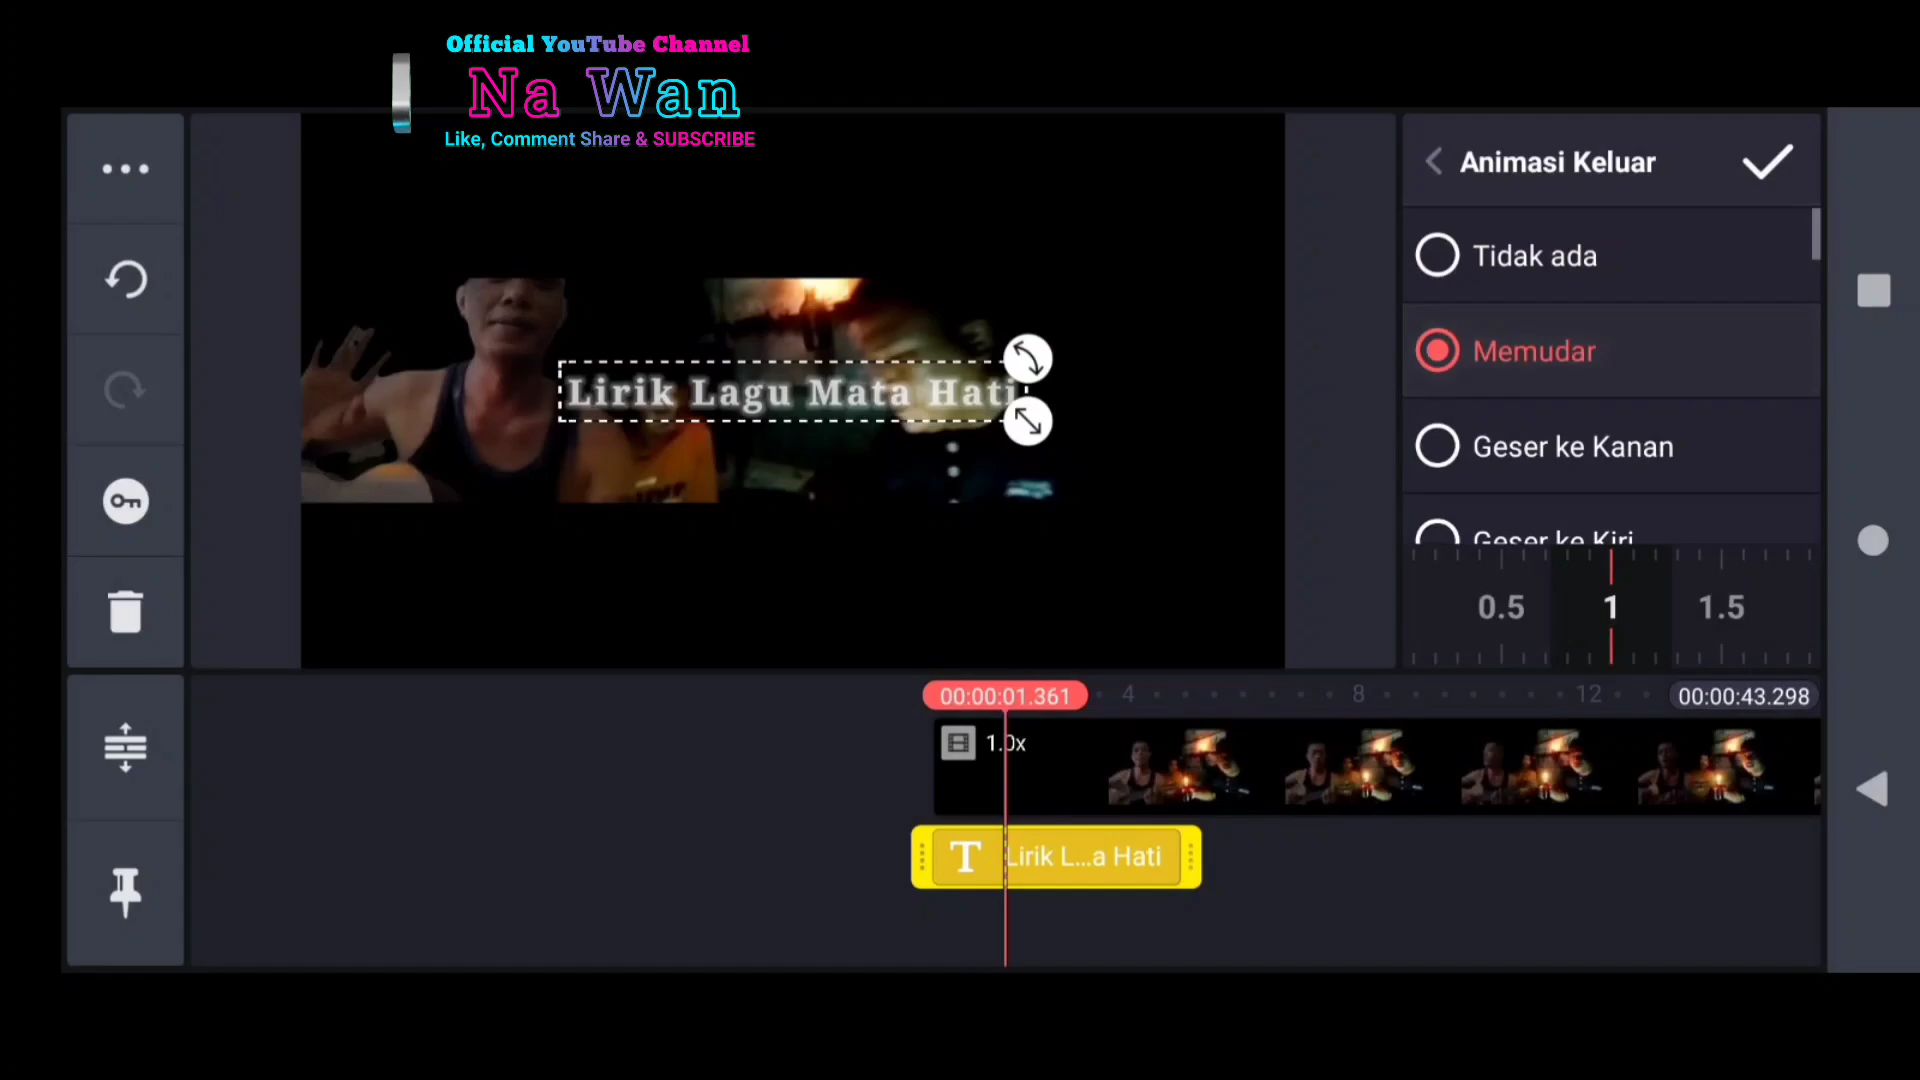 Official YouTube Channel
Na Wan
Like, Comment Share & SUBSCRIBE
Animasi Keluar
Tidak ada
Memudar
Geser ke Kanan
Geser ke Kiri
0.5 1 1.5
Lirik Lagu Mata Hati
00:00:01.361 4 8 12 00:00:43.298
1.0x
T Lirik L...a Hati